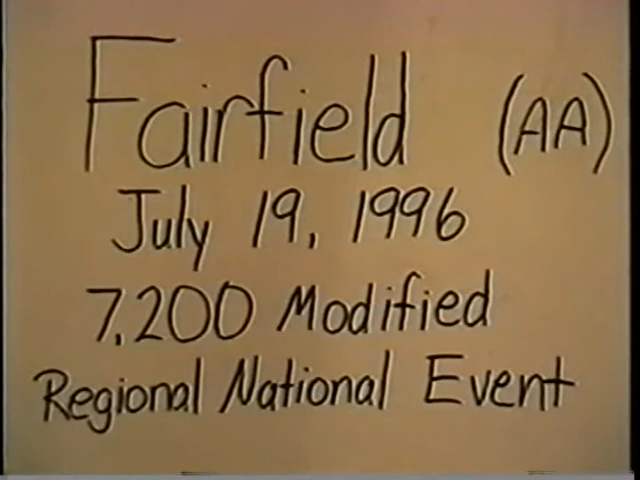 Fairfield (AA)
July 19, 1996
7,200 Modified
Regional National Event